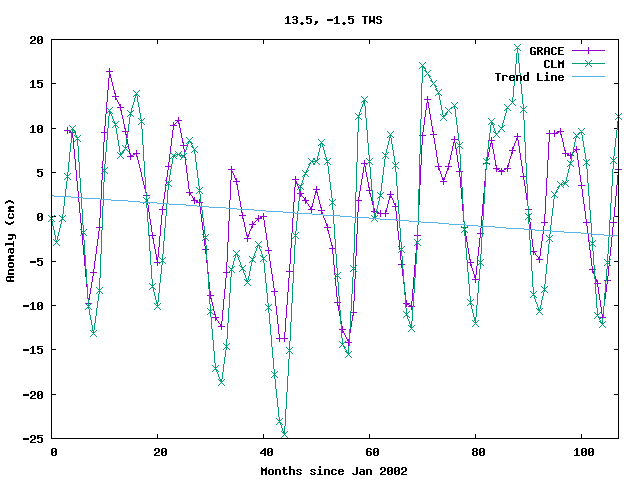 13.5, -1.5 TWS
GRACE
CLM
Trend Line
20
15
10
5
0
-5
-10
-15
-20
-25
Anomaly (cm)
0 20 40 60 80 100
Months since Jan 2002